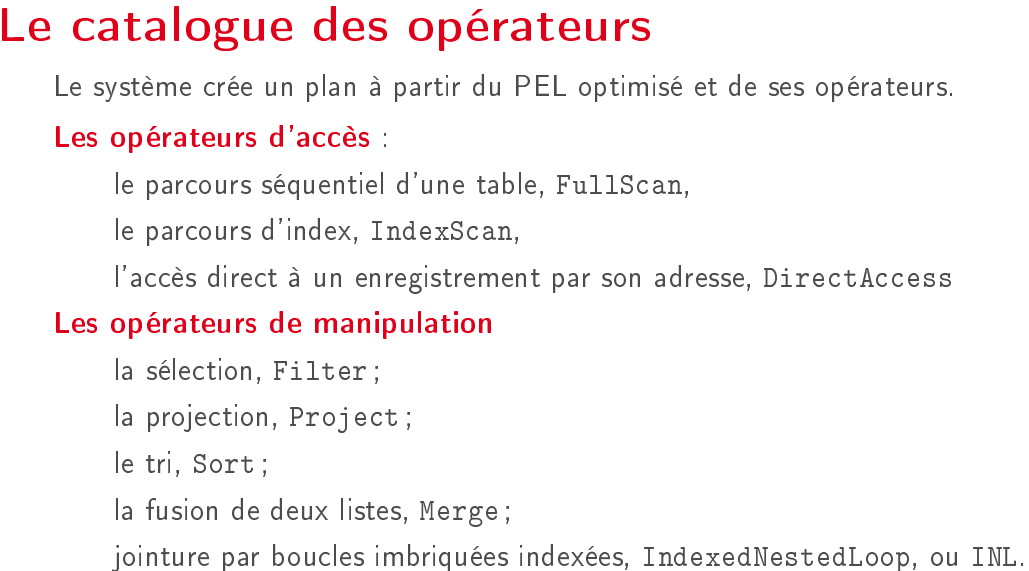 Le catalogue des opérateurs
Le système crée un plan à partir du PEL optimisé et de ses opérateurs.
Les opérateurs d'accès :
le parcours séquentiel d'une table, FullScan,
le parcours d'index, IndexScan,
l'accès direct à un enregistrement par son adresse, DirectAccess
Les opérateurs de manipulation
la sélection, Filter ;
la projection, Project ;
le tri, Sort ;
la fusion de deux listes, Merge ;
jointure par boucles imbriquées indexées, IndexedNestedLoop, ou INL.